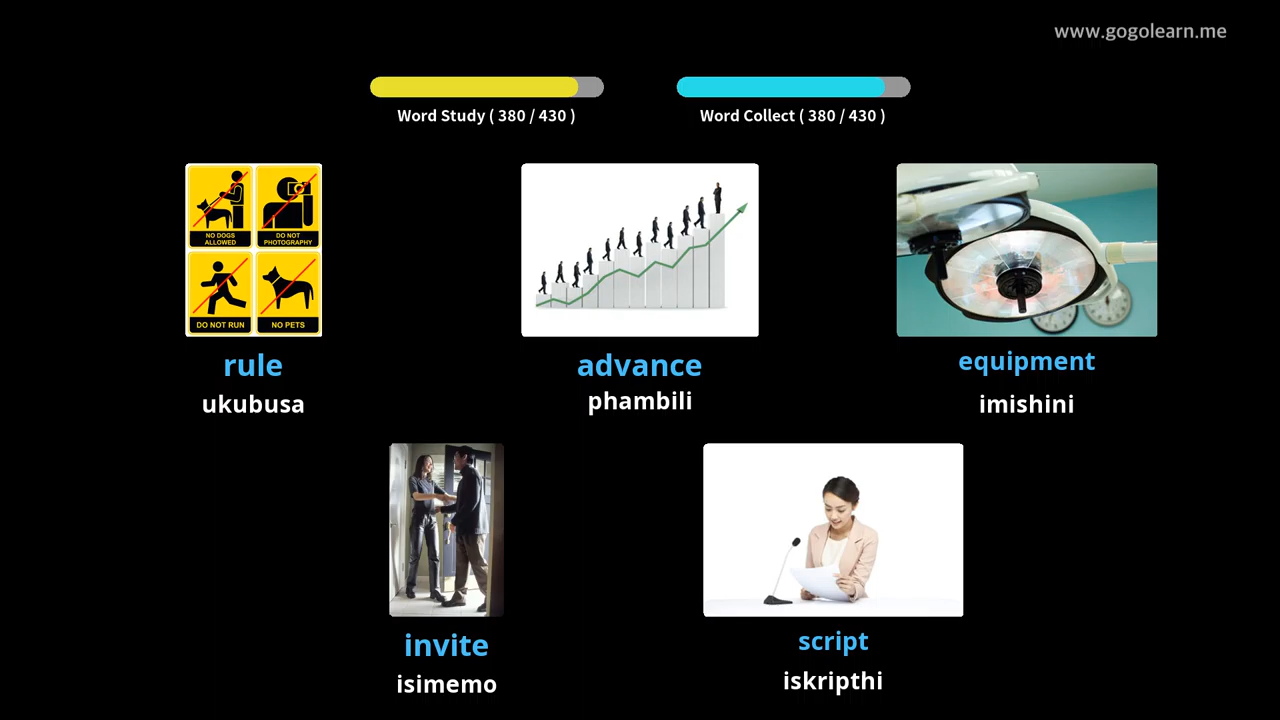 www.gogolearn.me
Word Study ( 380 / 430 )
Word Collect ( 380 / 430 )
NO DOGS
ALLOWED
DO NOT
PHOTOGRAPHY
DO NOT RUN
NO PETS
rule
advance
equipment
ukubusa
phambili
imishini
invite
script
isimemo
iskripthi